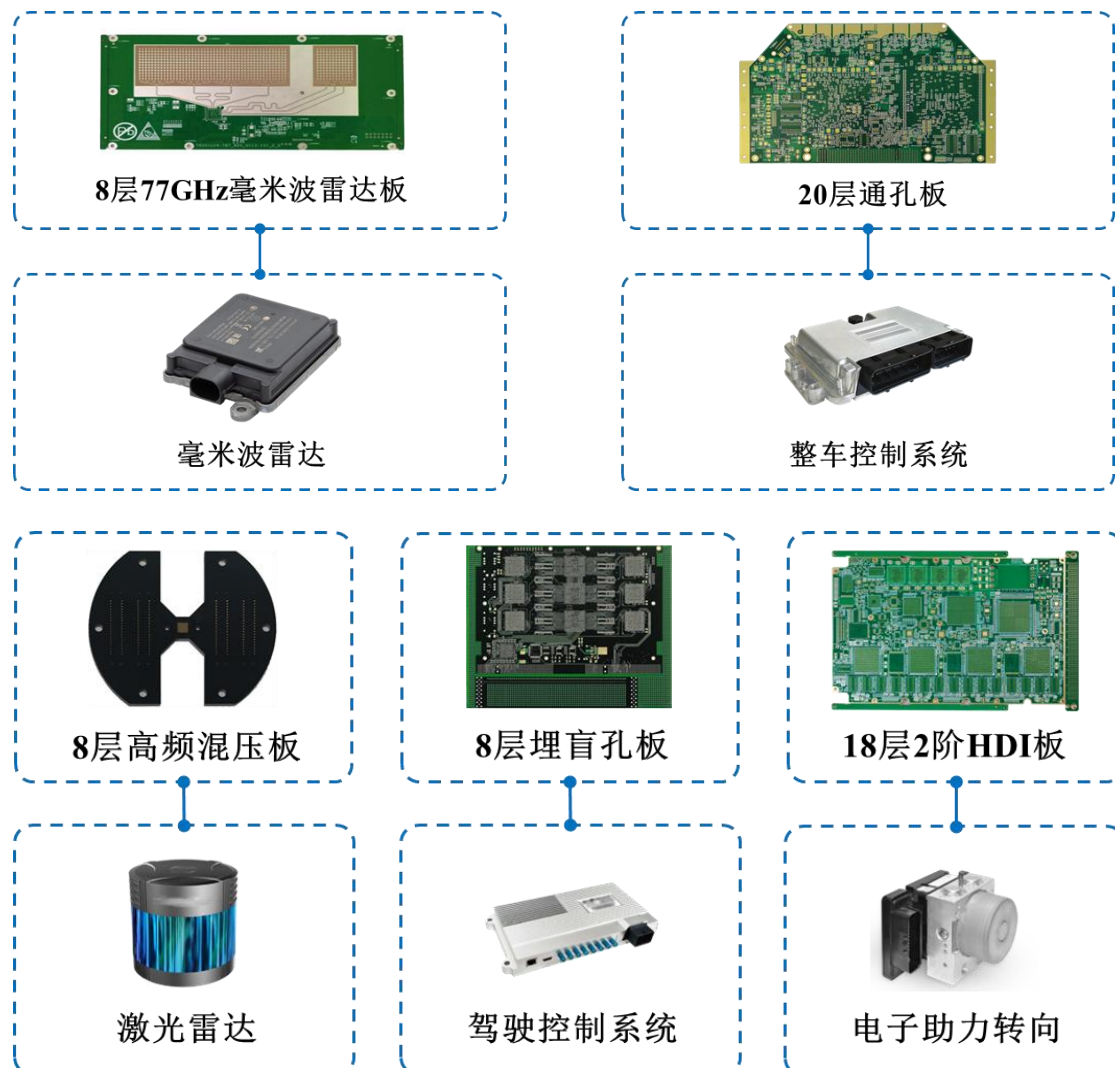 8层77GHz毫米波雷达板
20层通孔板
毫米波雷达
整车控制系统
8层高频混压板
8层埋盲孔板
18层2阶HDI板
激光雷达
驾驶控制系统
电子助力转向